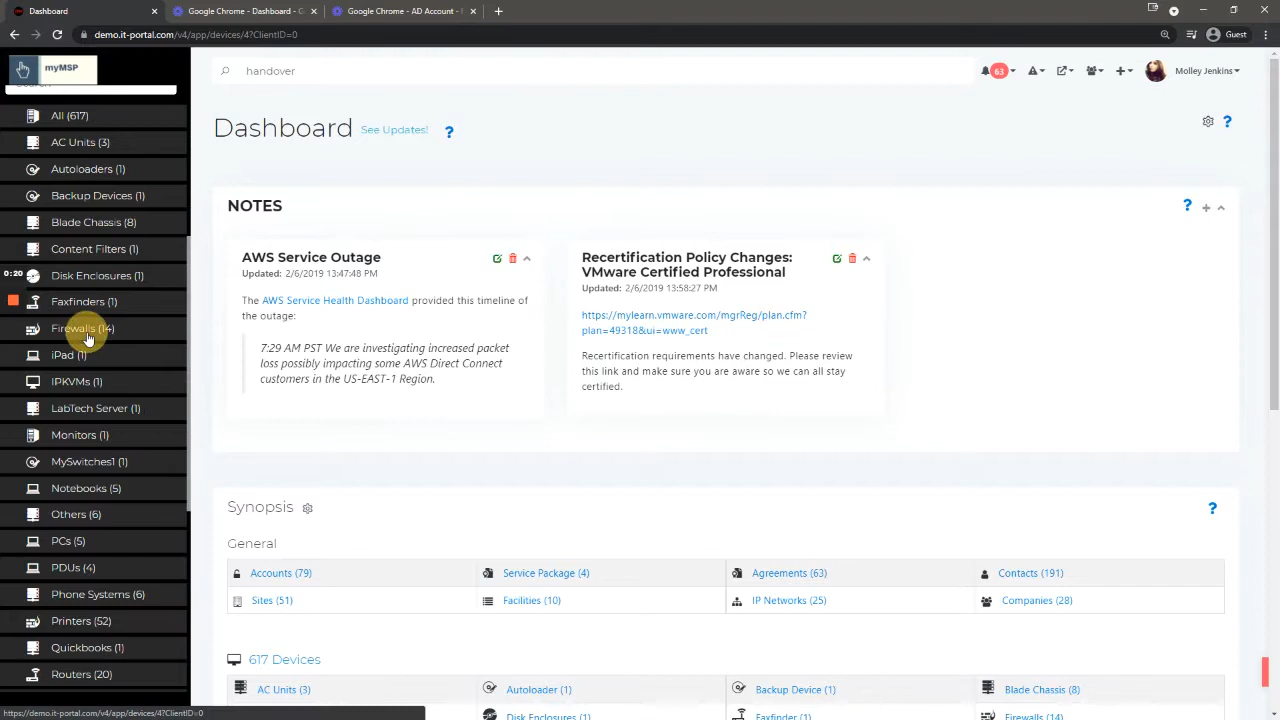 Dashboard
Google Chrome - Dashboard - G
Google Chrome - AD Account - F
demo.it-portal.com/v4/app/devices/4?ClientID=0
Guest
myMSP
handover
63
Molley Jenkins
All (617)
AC Units (3)
Autoloaders (1)
Backup Devices (1)
Blade Chassis (8)
Content Filters (1)
0:20
Disk Enclosures (1)
Faxfinders (1)
Firewalls (14)
iPad (1)
IPKVMs (1)
LabTech Server (1)
Monitors (1)
MySwitches1 (1)
Notebooks (5)
Others (6)
PCs (5)
PDUs (4)
Phone Systems (6)
Printers (52)
Quickbooks (1)
Routers (20)
Dashboard See Updates! ?
?
NOTES
?
AWS Service Outage
Updated: 2/6/2019 13:47:48 PM
The AWS Service Health Dashboard provided this timeline of
the outage:
7:29 AM PST We are investigating increased packet
loss possibly impacting some AWS Direct Connect
customers in the US-EAST-1 Region.
Recertification Policy Changes:
VMware Certified Professional
Updated: 2/6/2019 13:58:27 PM
https://mylearn.vmware.com/mgrReg/plan.cfm?
plan=49318&ui=www_cert
Recertification requirements have changed. Please review
this link and make sure you are aware so we can all stay
certified.
Synopsis
?
General
Accounts (79) Service Package (4) Agreements (63) Contacts (191)
Sites (51) Facilities (10) IP Networks (25) Companies (28)
617 Devices
AC Units (3) Autoloader (1) Backup Device (1) Blade Chassis (8)
Disk Enclosures (1) Faxfinder (1) Firewalls (14)
https://demo.it-portal.com/v4/app/devices/4?ClientID=0